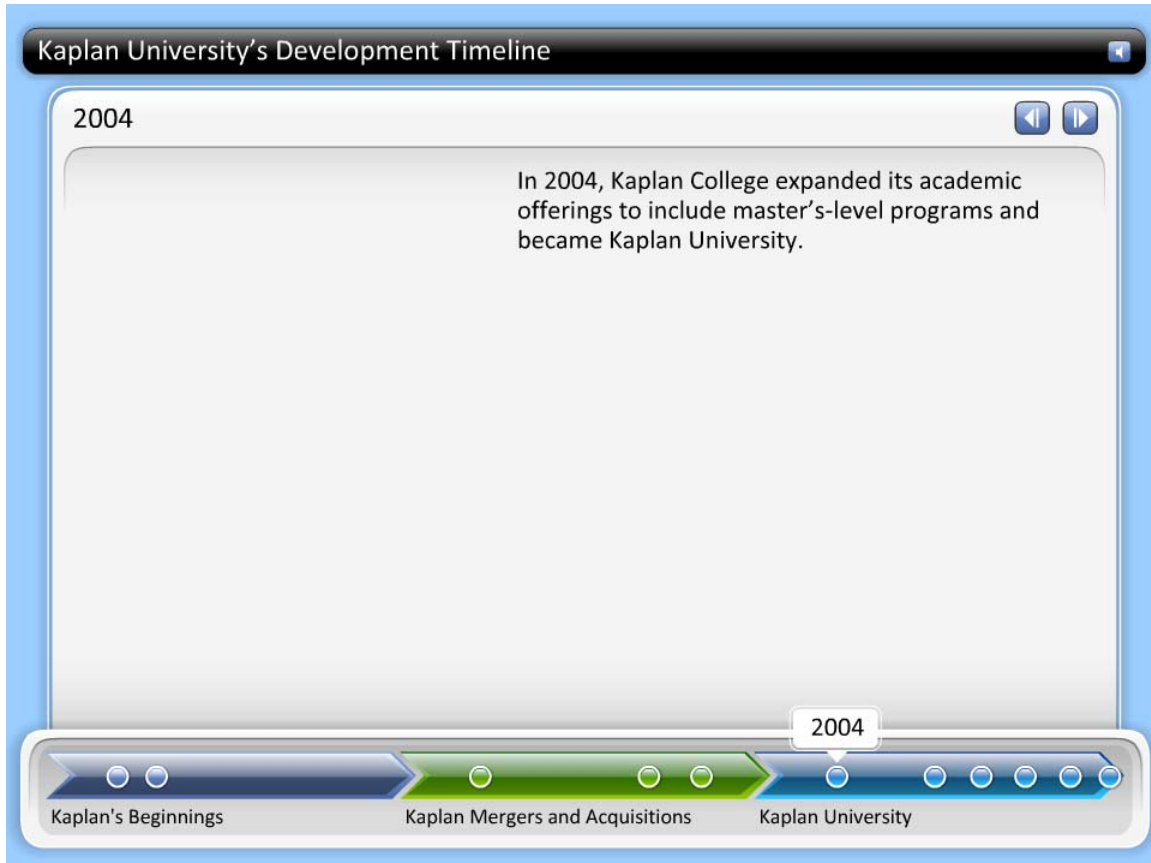 Kaplan University’s Development Timeline
2004
In 2004, Kaplan College expanded its academic
offerings to include master’s-level programs and
became Kaplan University.
2004
Kaplan's Beginnings
Kaplan Mergers and Acquisitions
Kaplan University